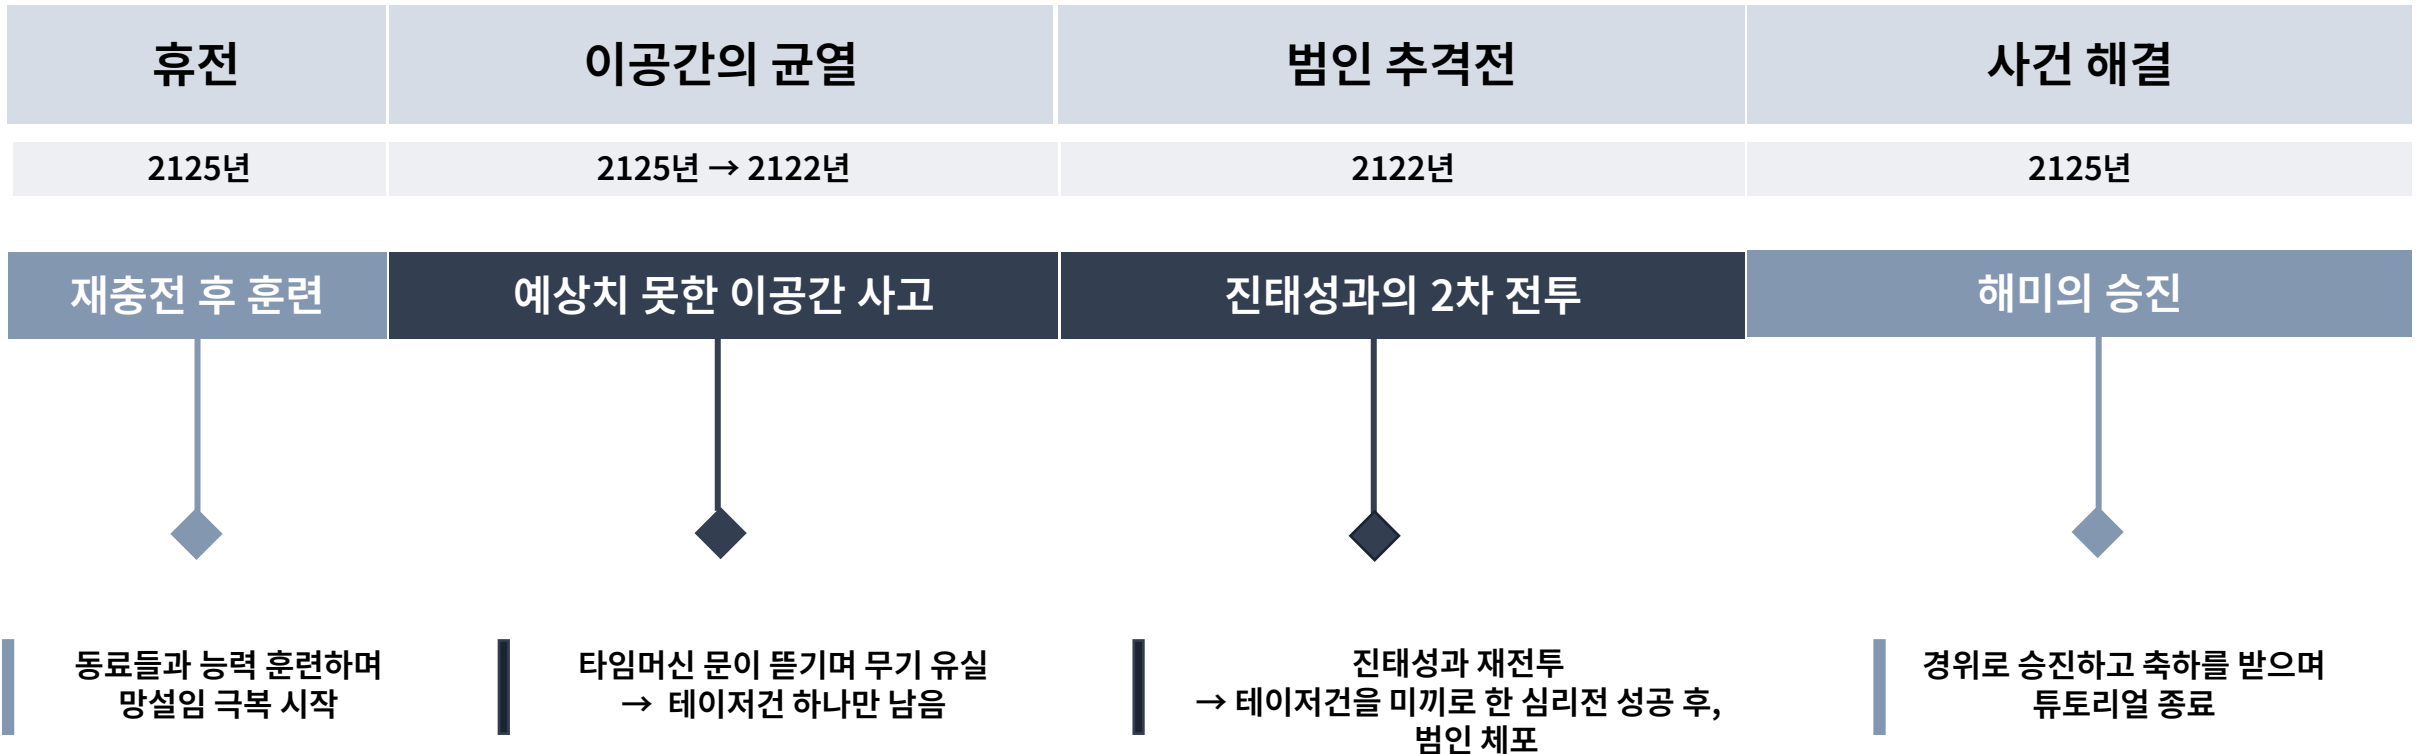 휴전
이공간의 균열
범인 추격전
사건 해결
2125년
2125년 → 2122년
2122년
2125년
재충전 후 훈련
예상치 못한 이공간 사고
진태성과의 2차 전투
해미의 승진
동료들과 능력 훈련하며
망설임 극복 시작
타임머신 문이 뜯기며 무기 유실
→ 테이저건 하나만 남음
진태성과 재전투
→ 테이저건을 미끼로 한 심리전 성공 후,
범인 체포
경위로 승진하고 축하를 받으며
튜토리얼 종료